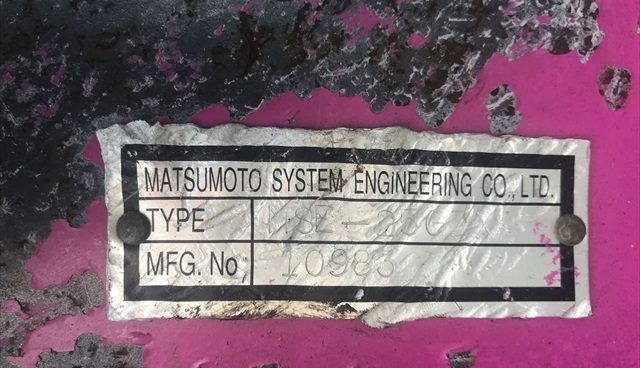 MATSUMOTO SYSTEM ENGINEERING CO., LTD.
TYPE
MFG. No, 10983